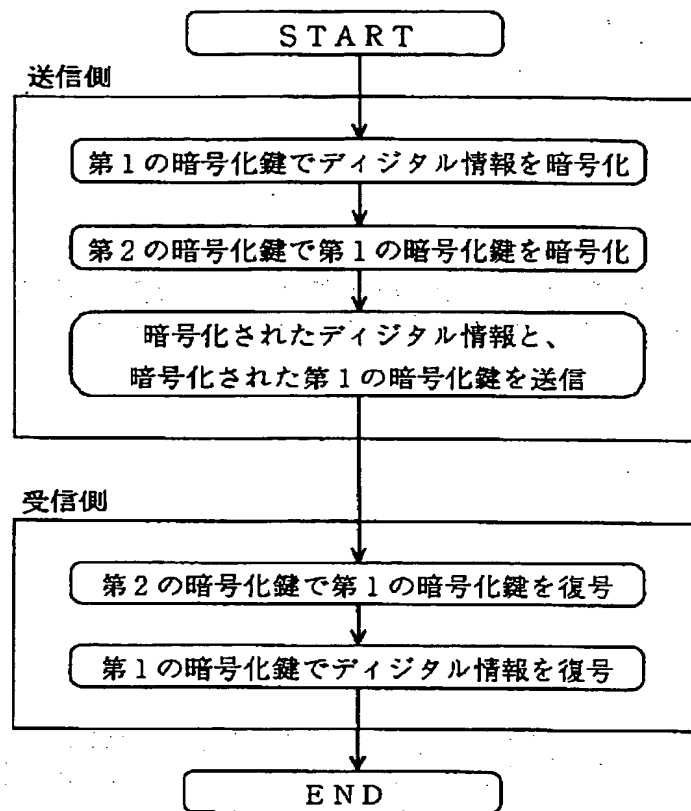 START
送信側
第1の暗号化鍵でディジタル情報を暗号化
第2の暗号化鍵で第1の暗号化鍵を暗号化
暗号化されたディジタル情報と、
暗号化された第1の暗号化鍵を送信
受信側
第2の暗号化鍵で第1の暗号化鍵を復号
第1の暗号化鍵でディジタル情報を復号
END